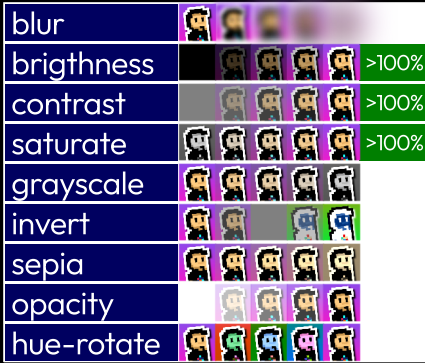 blur
brigthness >100%
contrast >100%
saturate >100%
grayscale
invert
sepia
opacity
hue-rotate